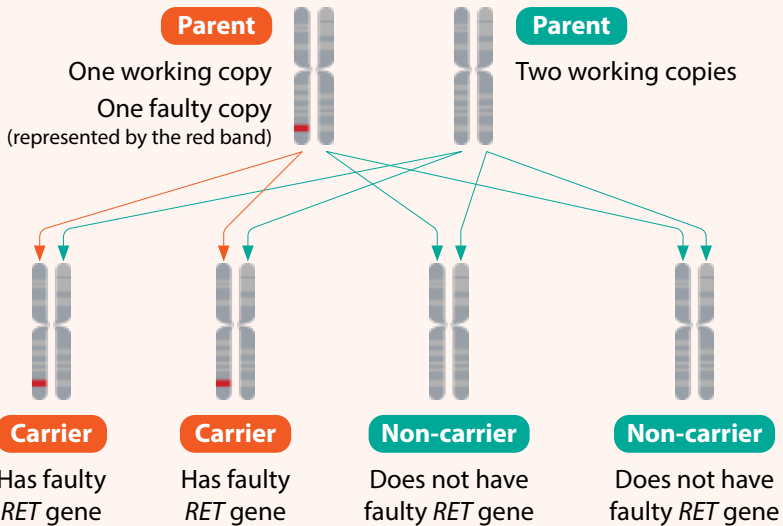 Parent
One working copy
One faulty copy
(represented by the red band)
Parent
Two working copies
Carrier
Has faulty
RET gene
Carrier
Has faulty
RET gene
Non-carrier
Does not have
faulty RET gene
Non-carrier
Does not have
faulty RET gene